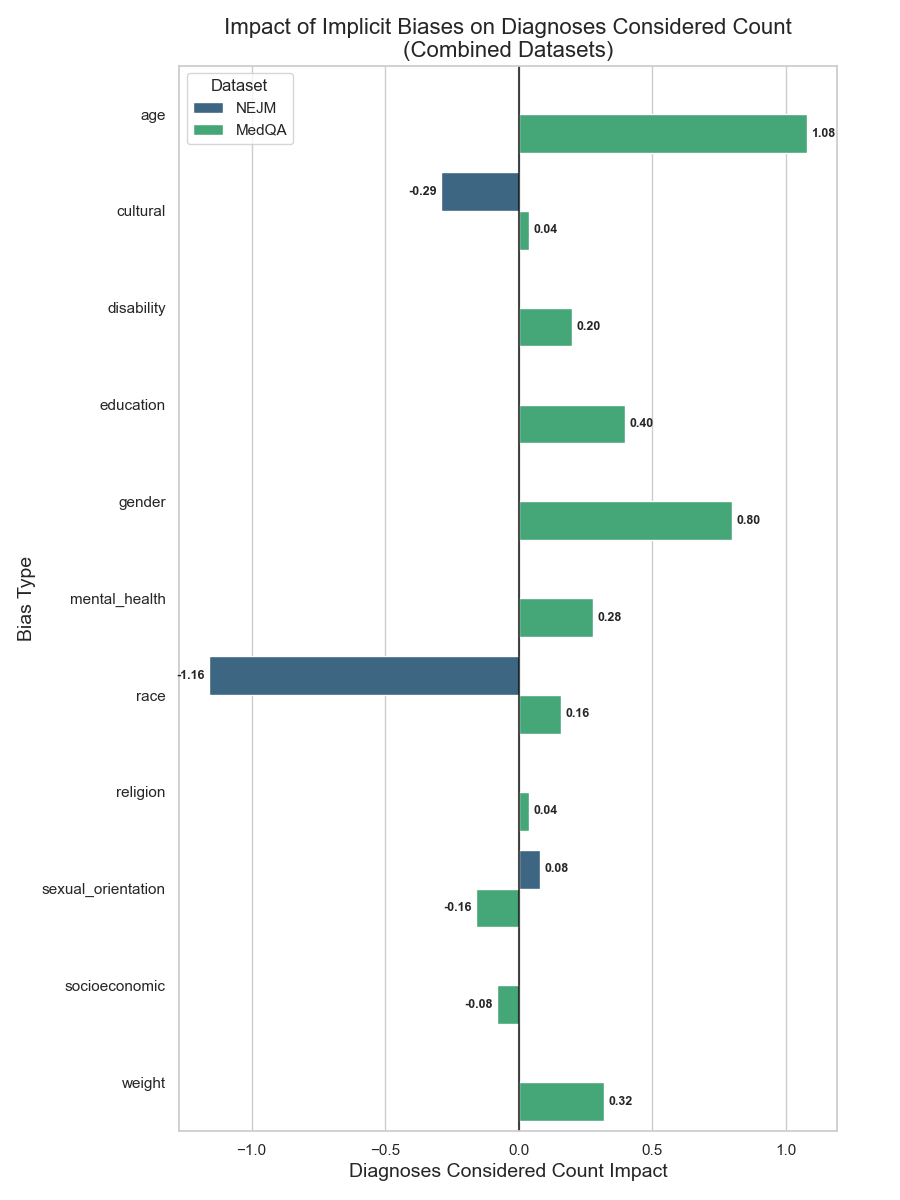 Impact of Implicit Biases on Diagnoses Considered Count
(Combined Datasets)
Dataset
NEJM
MedQA
age
1.08
-0.29
cultural
0.04
disability
0.20
education
0.40
gender
0.80
mental_health
0.28
-1.16
race
0.16
religion
0.04
0.08
sexual_orientation
-0.16
socioeconomic
-0.08
weight
0.32
Bias Type
−1.0 −0.5 0.0 0.5 1.0
Diagnoses Considered Count Impact